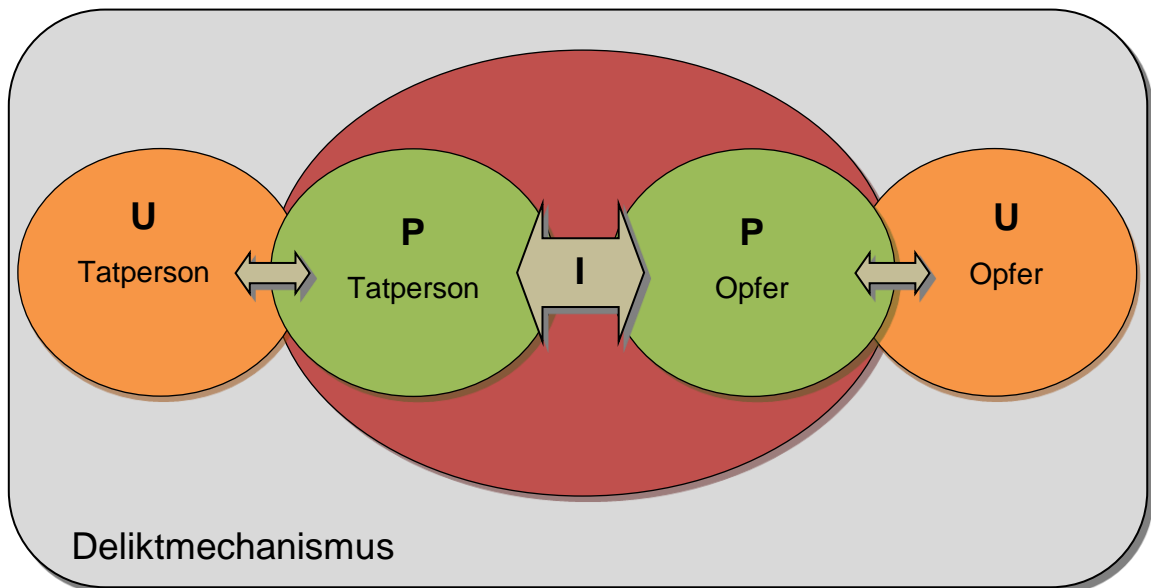 U
Tatperson
P
Tatperson
I
P
Opfer
U
Opfer
Deliktmechanismus